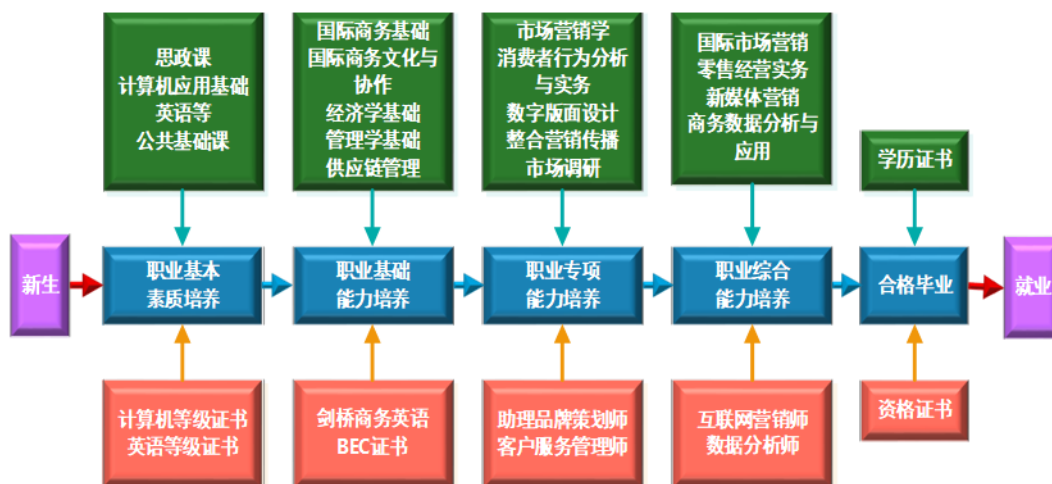 思政课
计算机应用基础
英语等
公共基础课
国际商务基础
国际商务文化与
协作
经济学基础
管理学基础
供应链管理
市场营销学
消费者行为分析
与实务
数字版面设计
整合营销传播
市场调研
国际市场营销
零售经营实务
新媒体营销
商务数据分析与
应用
学历证书
新生
职业基本
素质培养
职业基础
能力培养
职业专项
能力培养
职业综合
能力培养
合格毕业
就业
计算机等级证书
英语等级证书
剑桥商务英语
BEC证书
助理品牌策划师
客户服务管理师
互联网营销师
数据分析师
资格证书